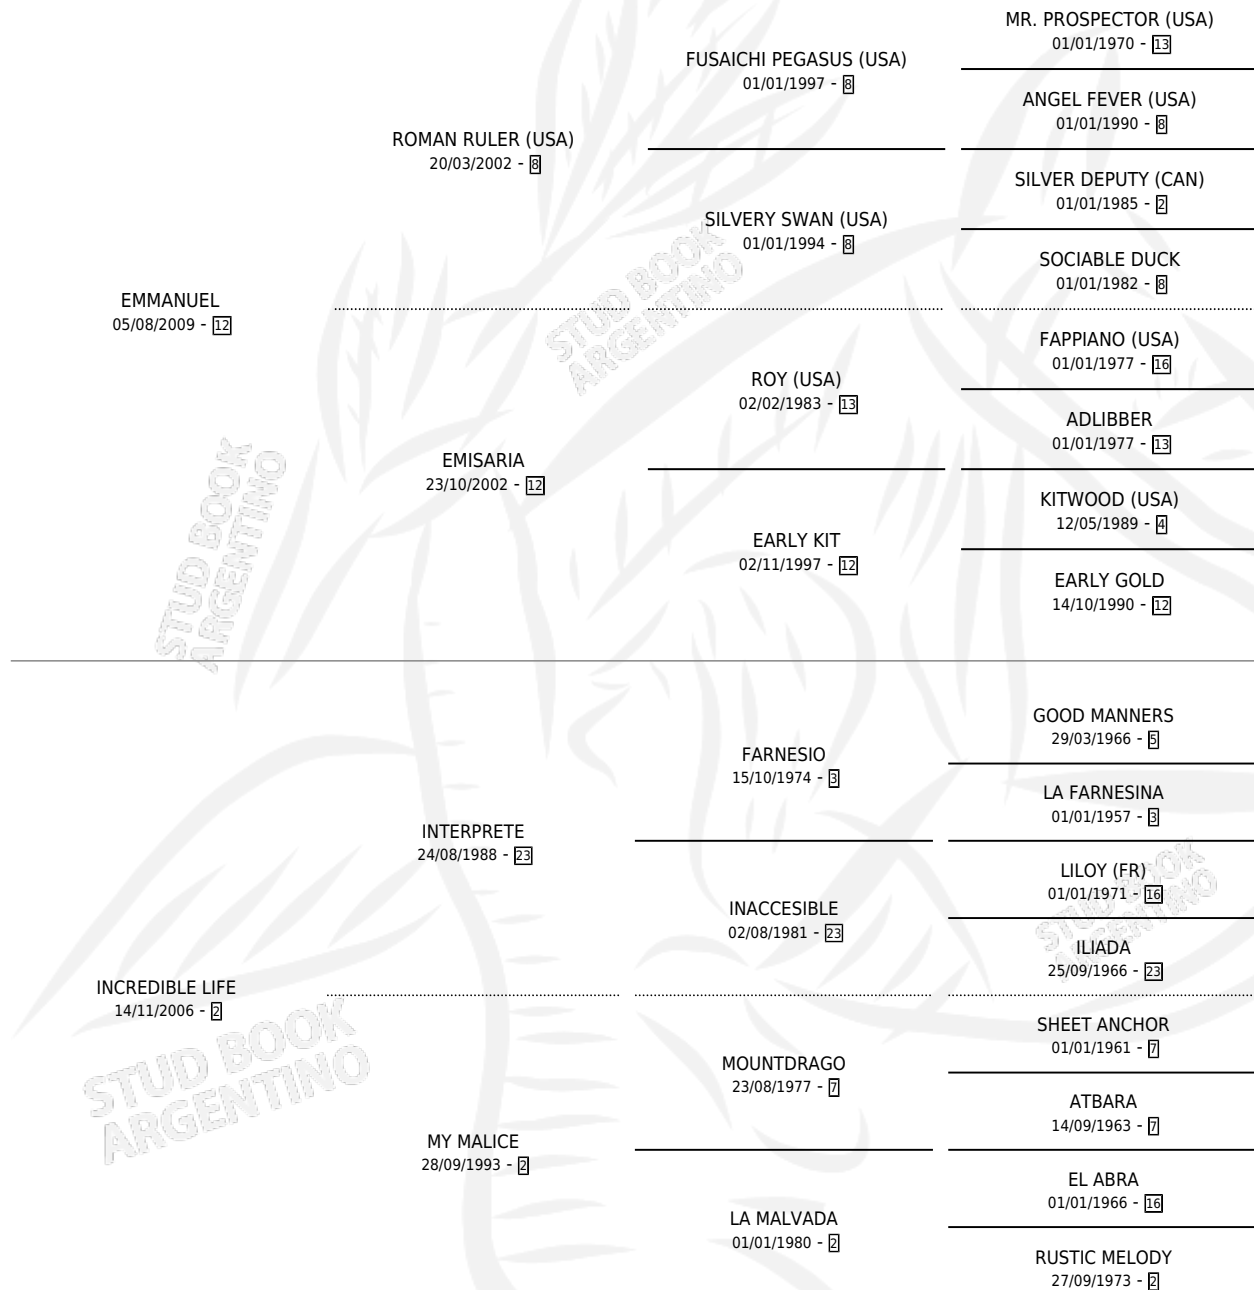 MR. PROSPECTOR (USA)
01/01/1970 - 13
FUSAICHI PEGASUS (USA)
01/01/1997 - 8
ANGEL FEVER (USA)
01/01/1990 - 8
ROMAN RULER (USA)
20/03/2002 - 8
SILVER DEPUTY (CAN)
01/01/1985 - 2
SILVERY SWAN (USA)
01/01/1994 - 8
SOCIABLE DUCK
01/01/1982 - 8
STUD BOOK
ARGENTINO
EMMANUEL
05/08/2009 - 12
FAPPIANO (USA)
01/01/1977 - 16
ROY (USA)
02/02/1983 - 13
ADLIBBER
01/01/1977 - 13
EMISARIA
23/10/2002 - 12
KITWOOD (USA)
12/05/1989 - 4
EARLY KIT
02/11/1997 - 12
EARLY GOLD
14/10/1990 - 12
STUD BOOK
ARGENTINO
GOOD MANNERS
29/03/1966 - 5
FARNESIO
15/10/1974 - 3
LA FARNESINA
01/01/1957 - 3
INTERPRETE
24/08/1988 - 23
LILOY (FR)
01/01/1971 - 16
INACCESIBLE
02/08/1981 - 23
ILIADA
25/09/1966 - 23
STUD BOOK
ARGENTINO
INCREDIBLE LIFE
14/11/2006 - 2
SHEET ANCHOR
01/01/1961 - 7
MOUNTDRAGO
23/08/1977 - 7
ATBARA
14/09/1963 - 7
STUD BOOK
ARGENTINO
MY MALICE
28/09/1993 - 2
EL ABRA
01/01/1966 - 16
LA MALVADA
01/01/1980 - 2
RUSTIC MELODY
27/09/1973 - 2